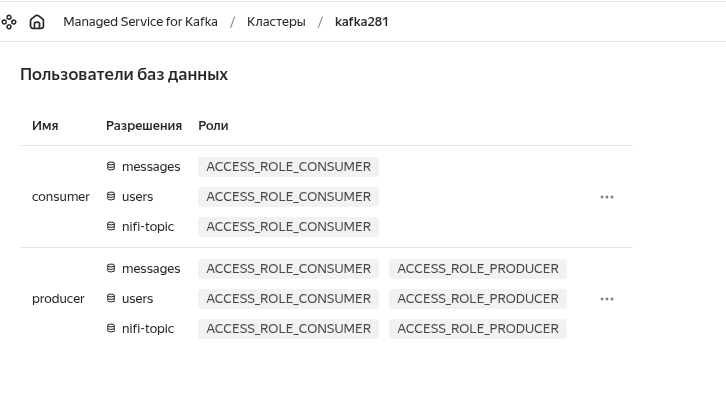 Managed Service for Kafka / Кластеры / kafka281
Пользователи баз данных
Имя Разрешения Роли
messages ACCESS_ROLE_CONSUMER
consumer users ACCESS_ROLE_CONSUMER
nifi-topic ACCESS_ROLE_CONSUMER
messages ACCESS_ROLE_CONSUMER ACCESS_ROLE_PRODUCER
producer users ACCESS_ROLE_CONSUMER ACCESS_ROLE_PRODUCER
nifi-topic ACCESS_ROLE_CONSUMER ACCESS_ROLE_PRODUCER